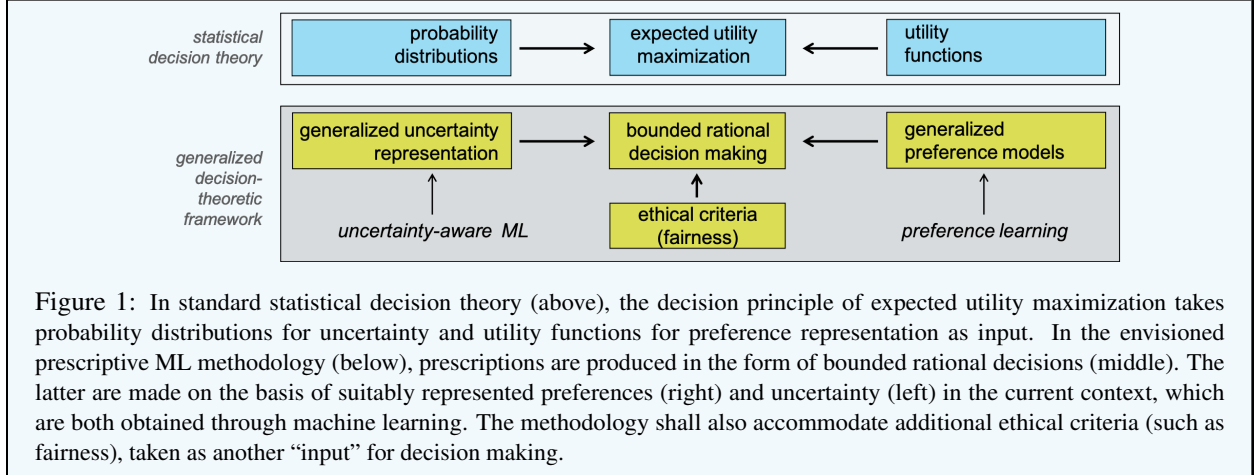 statistical
decision theory
probability
distributions
expected utility
maximization
utility
functions
generalized
decision-
theoretic
framework
generalized uncertainty
representation
bounded rational
decision making
generalized
preference models
uncertainty-aware ML
ethical criteria
(fairness)
preference learning
Figure 1: In standard statistical decision theory (above), the decision principle of expected utility maximization takes
probability distributions for uncertainty and utility functions for preference representation as input. In the envisioned
prescriptive ML methodology (below), prescriptions are produced in the form of bounded rational decisions (middle). The
latter are made on the basis of suitably represented preferences (right) and uncertainty (left) in the current context, which
are both obtained through machine learning. The methodology shall also accommodate additional ethical criteria (such as
fairness), taken as another “input” for decision making.